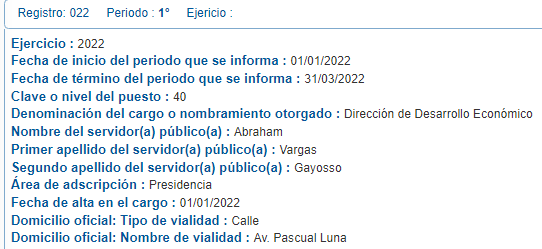 Registro: 022 Periodo : 1° Ejericio :
Ejercicio : 2022
Fecha de inicio del periodo que se informa : 01/01/2022
Fecha de término del periodo que se informa : 31/03/2022
Clave o nivel del puesto : 40
Denominación del cargo o nombramiento otorgado : Dirección de Desarrollo Económico
Nombre del servidor(a) público(a) : Abraham
Primer apellido del servidor(a) público(a) : Vargas
Segundo apellido del servidor(a) público(a) : Gayosso
Área de adscripción : Presidencia
Fecha de alta en el cargo : 01/01/2022
Domicilio oficial: Tipo de vialidad : Calle
Domicilio oficial: Nombre de vialidad : Av. Pascual Luna